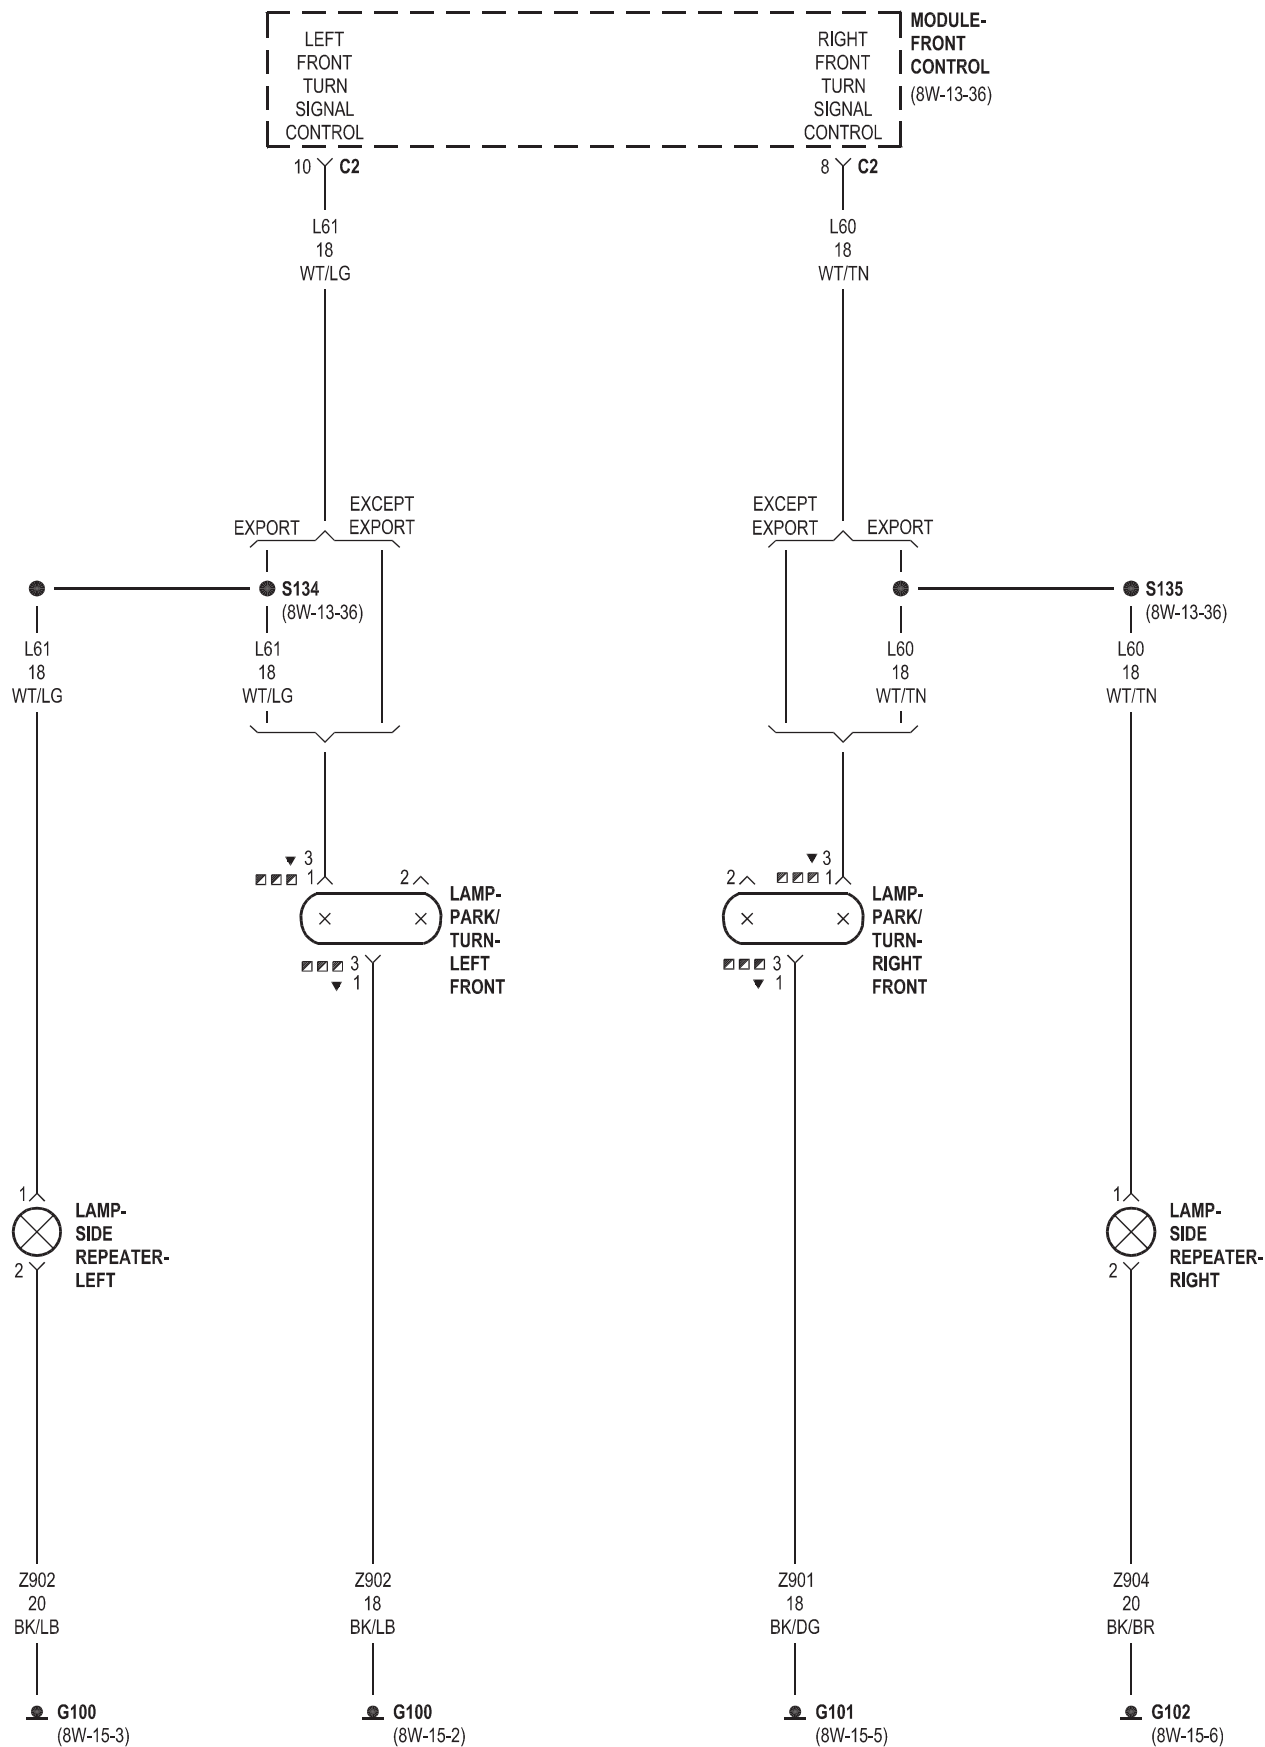 LEFT
FRONT
TURN
SIGNAL
CONTROL
RIGHT
FRONT
TURN
SIGNAL
CONTROL
MODULE-
FRONT
CONTROL
(8W-13-36)
10 C2
8 C2
L61
18
WT/LG
L60
18
WT/TN
EXPORT
EXCEPT
EXPORT
EXCEPT
EXPORT
EXPORT
S134
(8W-13-36)
S135
(8W-13-36)
L61
18
WT/LG
L61
18
WT/LG
L60
18
WT/TN
L60
18
WT/TN
3
1
2
LAMP-
PARK/
TURN-
LEFT
FRONT
3
1
2
3
1
LAMP-
PARK/
TURN-
RIGHT
FRONT
3
1
1
2
LAMP-
SIDE
REPEATER-
LEFT
1
2
LAMP-
SIDE
REPEATER-
RIGHT
Z902
20
BK/LB
Z902
18
BK/LB
Z901
18
BK/DG
Z904
20
BK/BR
G100
(8W-15-3)
G100
(8W-15-2)
G101
(8W-15-5)
G102
(8W-15-6)